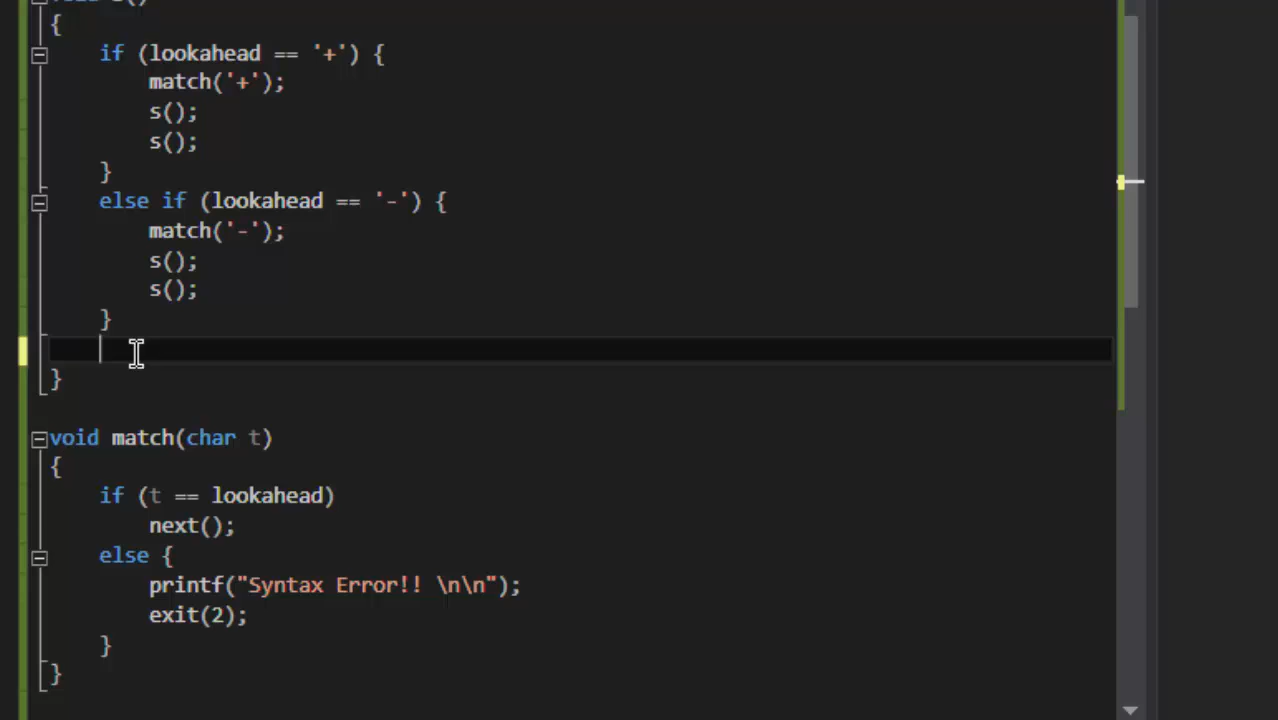 {
if (lookahead == '+') {
match('+');
s();
s();
}
else if (lookahead == '-') {
match('-');
s();
s();
}
}
void match(char t)
{
if (t == lookahead)
next();
else {
printf("Syntax Error!! \n\n");
exit(2);
}
}